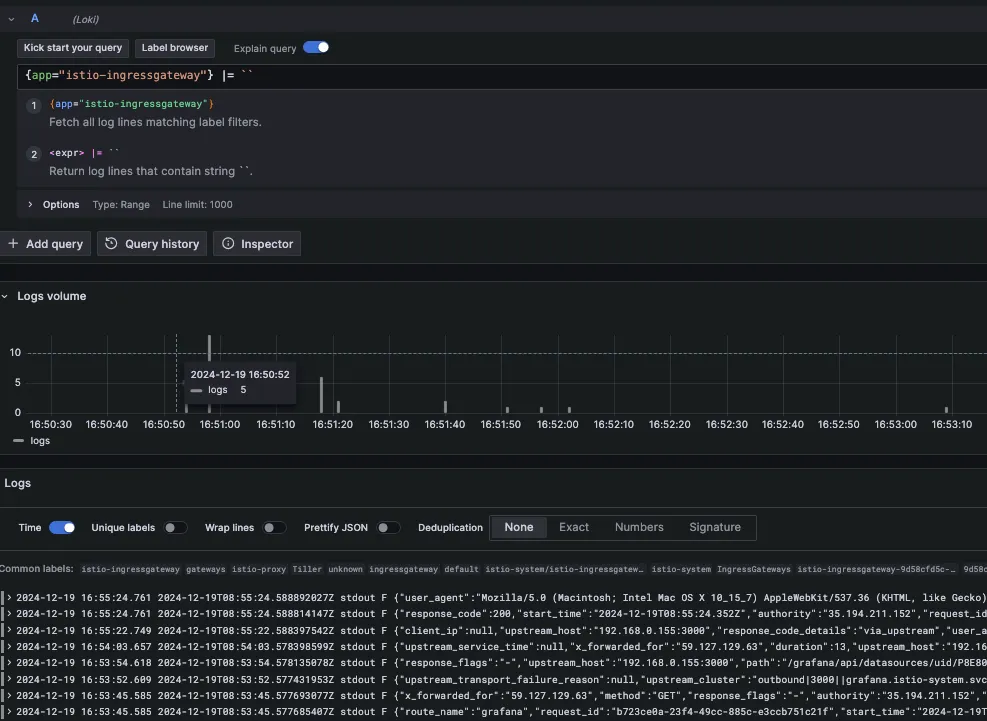 A (Loki)
Kick start your query Label browser Explain query
{app="istio-ingressgateway"} |= ``
1 {app="istio-ingressgateway"}
Fetch all log lines matching label filters.
2 <expr> |= ``
Return log lines that contain string ``.
Options Type: Range Line limit: 1000
+ Add query Query history Inspector
Logs volume
10
2024-12-19 16:50:52
5
logs 5
0
16:50:30 16:50:40 16:50:50 16:51:00 16:51:10 16:51:20 16:51:30 16:51:40 16:51:50 16:52:00 16:52:10 16:52:20 16:52:30 16:52:40 16:52:50 16:53:00 16:53:10
logs
Logs
Time Unique labels Wrap lines Prettify JSON Deduplication None Exact Numbers Signature
Common labels: istio-ingressgateway gateways istio-proxy Tiller unknown ingressgateway default istio-system/istio-ingressgatew… istio-system IngressGateways istio-ingressgateway-9d58cfd5c-… 9d58c
> 2024-12-19 16:55:24.761 2024-12-19T08:55:24.588892027Z stdout F {"user_agent":"Mozilla/5.0 (Macintosh; Intel Mac OS X 10_15_7) AppleWebKit/537.36 (KHTML, like Gecko)
> 2024-12-19 16:55:24.761 2024-12-19T08:55:24.588814147Z stdout F {"response_code":200,"start_time":"2024-12-19T08:55:24.352Z","authority":"35.194.211.152","request_id
> 2024-12-19 16:55:22.749 2024-12-19T08:55:22.588397542Z stdout F {"client_ip":null,"upstream_host":"192.168.0.155:3000","response_code_details":"via_upstream","user_a
> 2024-12-19 16:54:03.657 2024-12-19T08:54:03.578398599Z stdout F {"upstream_service_time":null,"x_forwarded_for":"59.127.129.63","duration":13,"upstream_host":"192.16
> 2024-12-19 16:53:54.618 2024-12-19T08:53:54.578135078Z stdout F {"response_flags":"-","upstream_host":"192.168.0.155:3000","path":"/grafana/api/datasources/uid/P8E80
> 2024-12-19 16:53:52.609 2024-12-19T08:53:52.577431953Z stdout F {"upstream_transport_failure_reason":null,"upstream_cluster":"outbound|3000||grafana.istio-system.svc
> 2024-12-19 16:53:45.585 2024-12-19T08:53:45.577693077Z stdout F {"x_forwarded_for":"59.127.129.63","method":"GET","response_flags":"-","authority":"35.194.211.152","
> 2024-12-19 16:53:45.585 2024-12-19T08:53:45.577685407Z stdout F {"route_name":"grafana","request_id":"b723ce0a-23f4-49cc-885c-e3ccb751c21f","start_time":"2024-12-19T